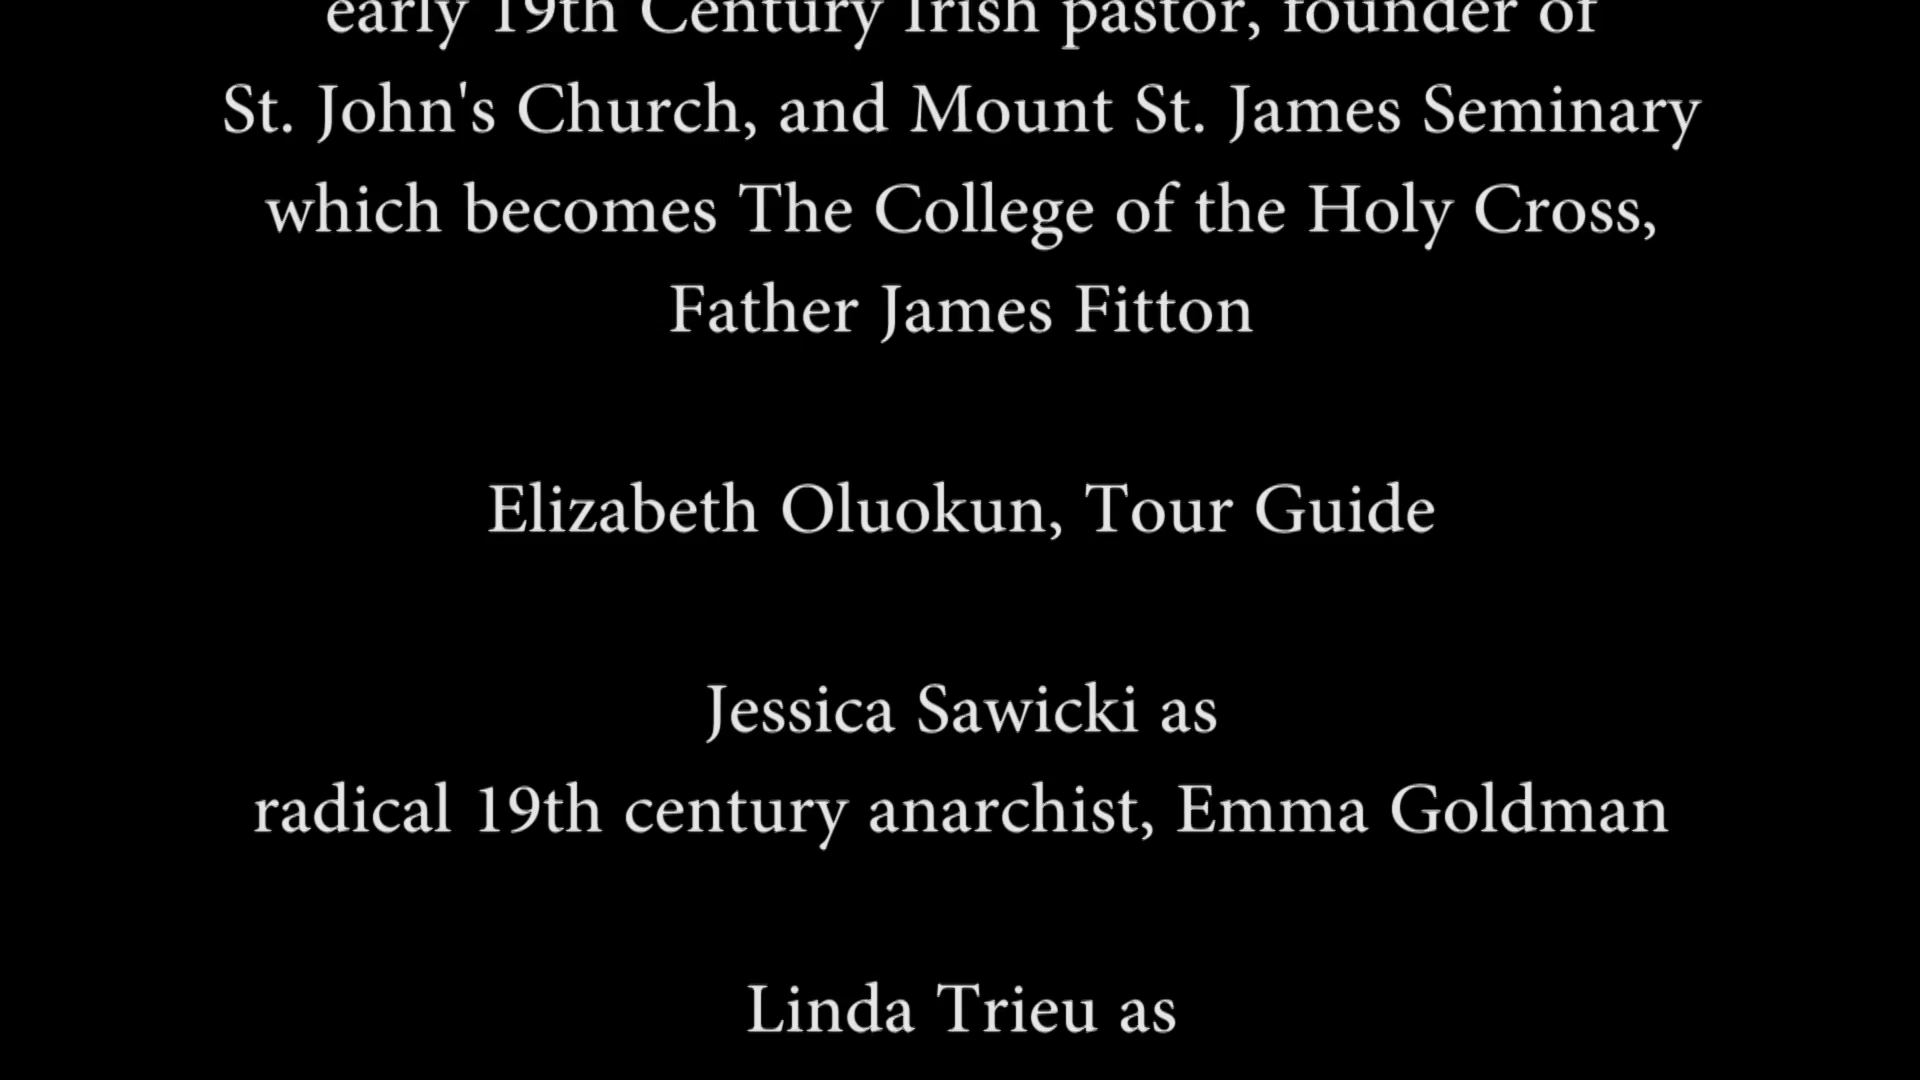 early 19th Century Irish pastor, founder of
St. John's Church, and Mount St. James Seminary
which becomes The College of the Holy Cross,
Father James Fitton
Elizabeth Oluokun, Tour Guide
Jessica Sawicki as
radical 19th century anarchist, Emma Goldman
Linda Trieu as